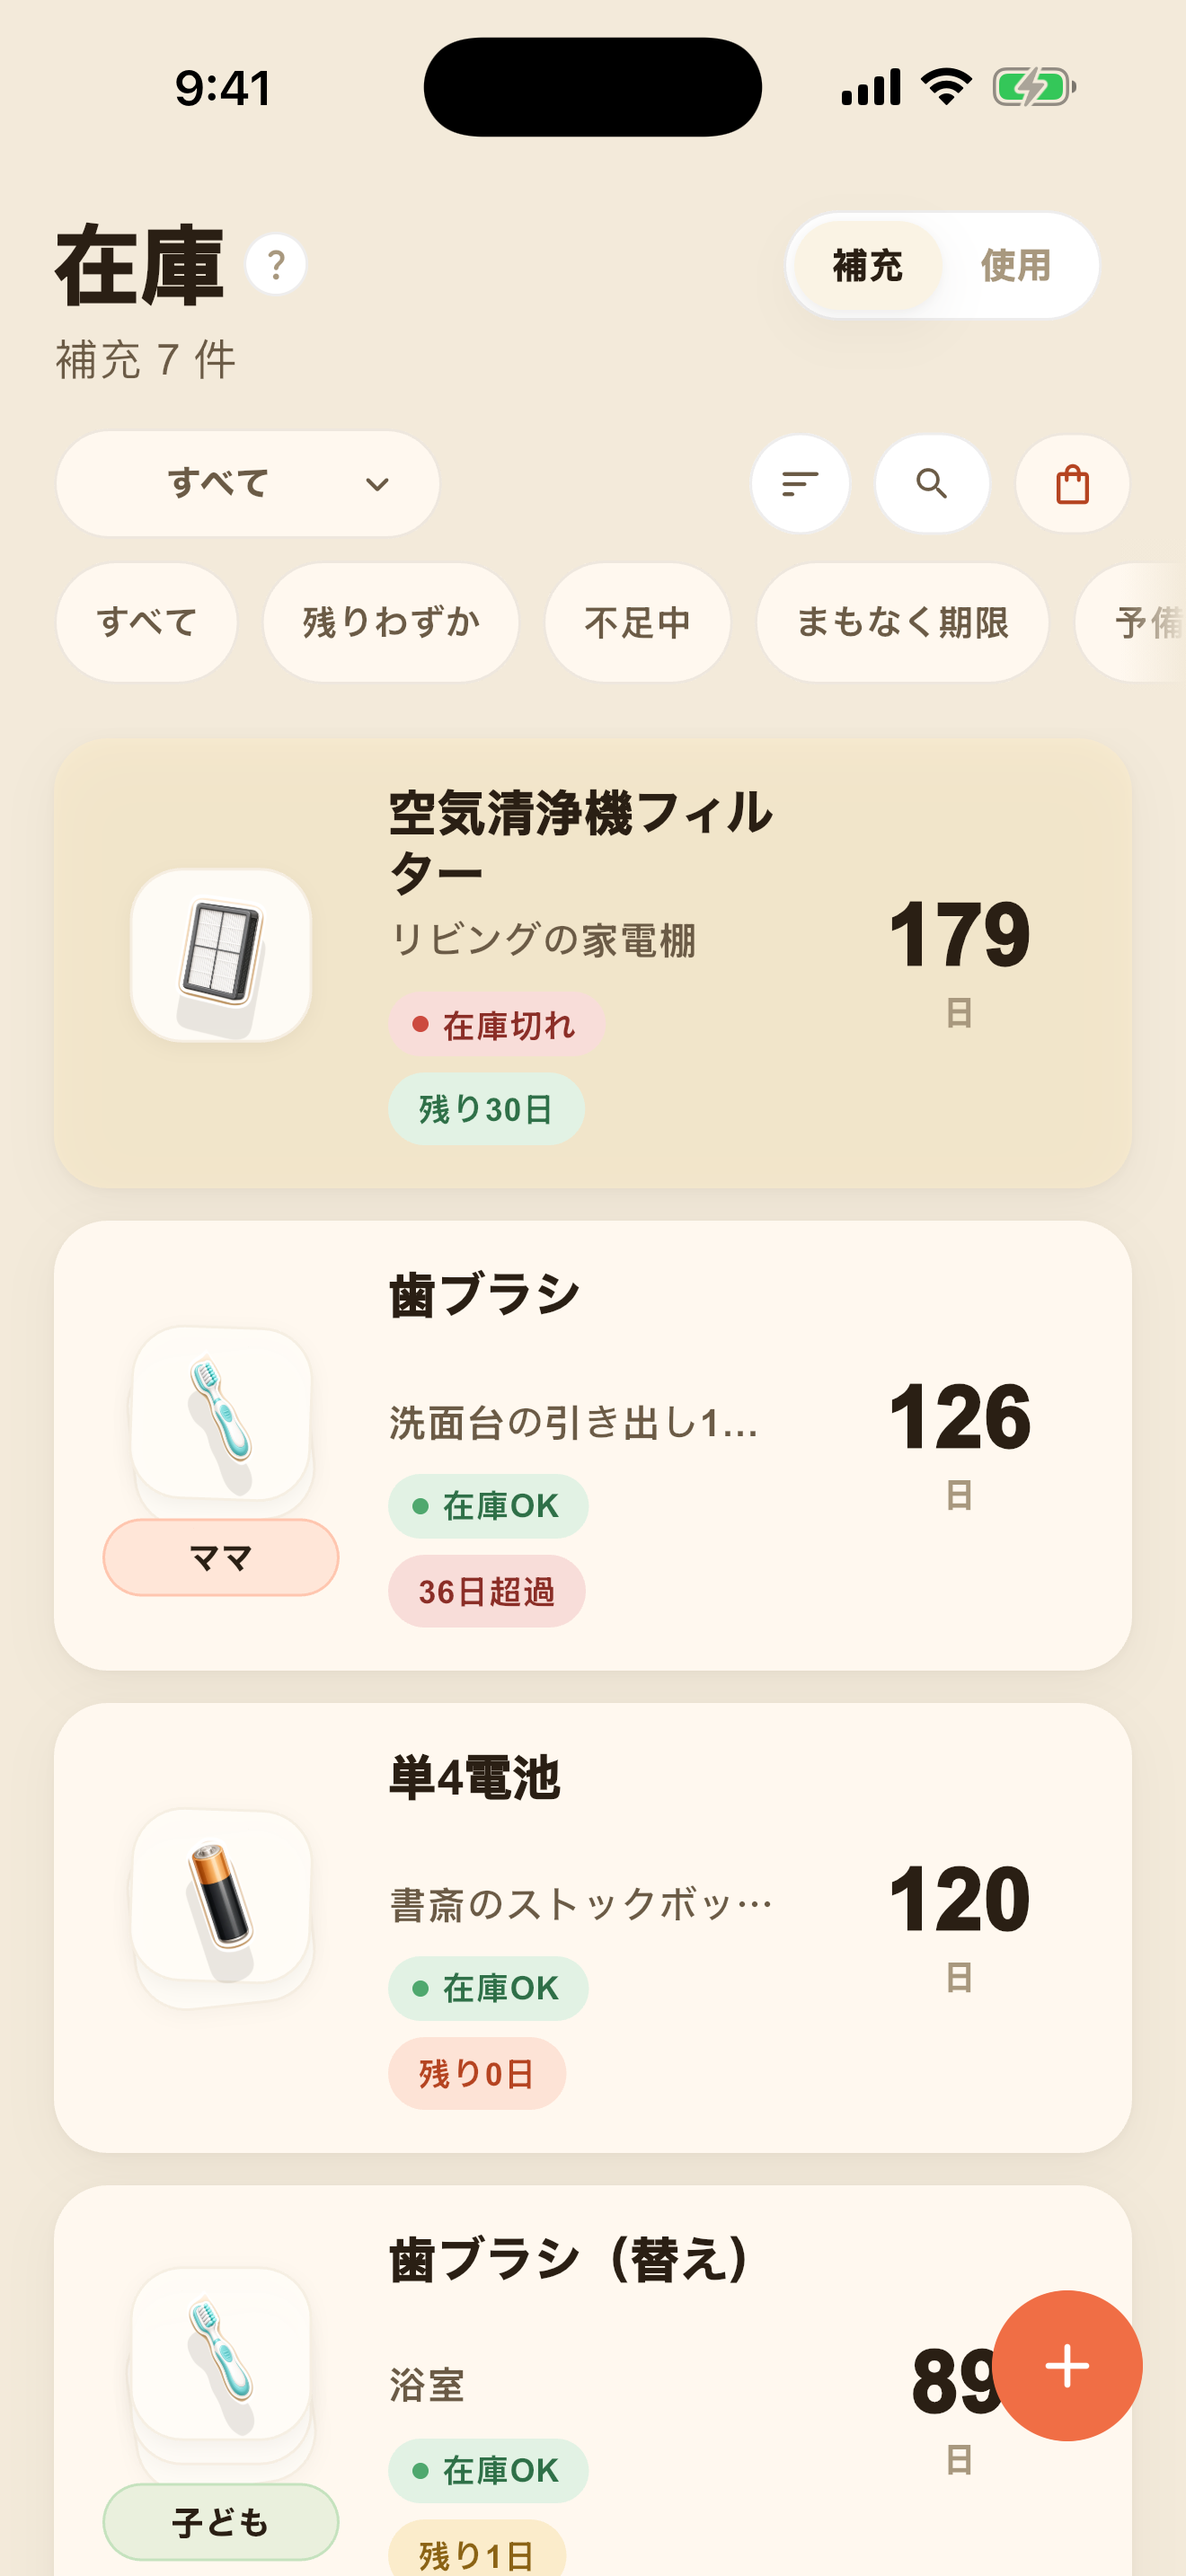 9:41
在庫
?
補充 使用
補充 7 件
すべて
すべて 残りわずか 不足中 まもなく期限 予備
空気清浄機フィル
ター
リビングの家電棚
在庫切れ
残り30日
179
日
歯ブラシ
洗面台の引き出し1...
在庫OK
36日超過
126
日
ママ
単4電池
書斎のストックボッ…
在庫OK
残り0日
120
日
歯ブラシ（替え）
浴室
在庫OK
残り1日
89
日
子ども